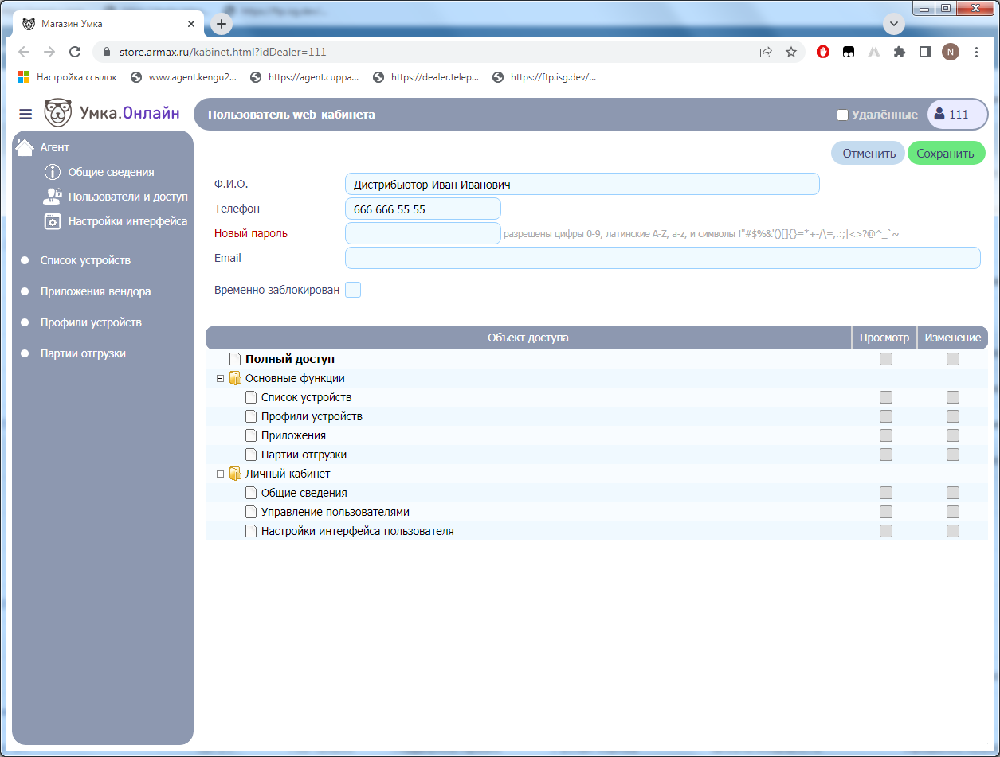 Магазин Умка
store.armax.ru/kabinet.html?idDealer=111
N
Настройка ссылок
www.agent.kengu2...
https://agent.cuppa...
https://dealer.telep...
https://ftp.isg.dev/...
Умка.Онлайн
Пользователь web-кабинета
Удалённые
111
Агент
Общие сведения
Пользователи и доступ
Настройки интерфейса
Список устройств
Приложения вендора
Профили устройств
Партии отгрузки
Отменить
Сохранить
Ф.И.О. Дистрибьютор Иван Иванович
Телефон 666 666 55 55
Новый пароль разрешены цифры 0-9, латинские A-Z, a-z, и символы !"#$%&'()[]{}=*+-/\=,.:;|<>?@^_`~
Email
Временно заблокирован
Объект доступа Просмотр Изменение
Полный доступ
Основные функции
Список устройств
Профили устройств
Приложения
Партии отгрузки
Личный кабинет
Общие сведения
Управление пользователями
Настройки интерфейса пользователя